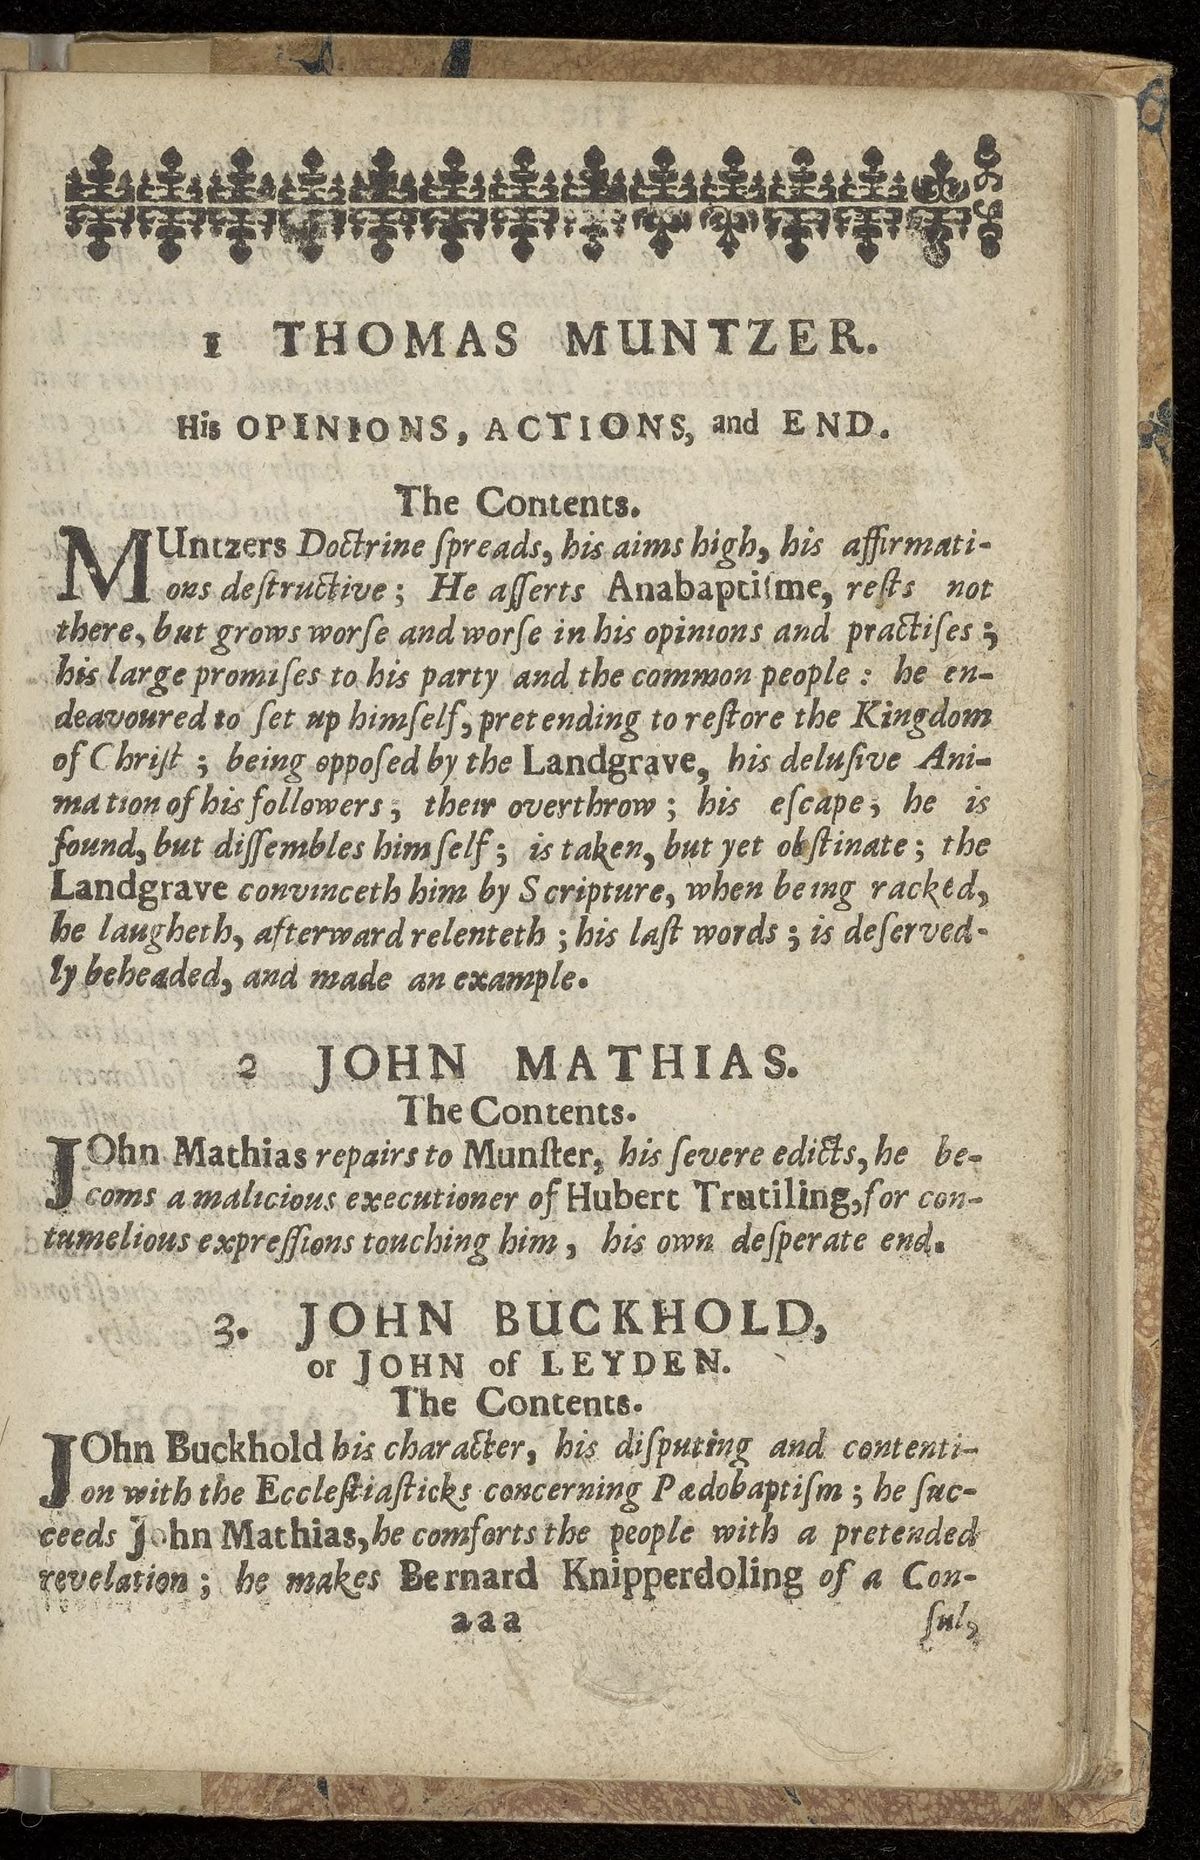 1 THOMAS MUNTZER.
His OPINIONS, ACTIONS, and END.
The Contents.
MUntzers Doctrine ſpreads, his aims high, his affirmati-
ons deſtructive; He aſſerts Anabaptiſme, reſts not
there, but grows worſe and worſe in his opinions and practiſes;
his large promiſes to his party and the common people: he en-
deavoured to ſet up himſelf, pretending to reſtore the Kingdom
of Chriſt; being oppoſed by the Landgrave, his deluſive Ani-
mation of his followers, their overthrow; his eſcape, he is
found, but diſſembles himſelf; is taken, but yet obſtinate; the
Landgrave convinceth him by Scripture, when being racked,
he laugheth, afterward relenteth; his laſt words; is deſerved-
ly beheaded, and made an example.
2 JOHN MATHIAS.
The Contents.
JOhn Mathias repairs to Munſter, his ſevere edicts, he be-
coms a malicious executioner of Hubert Trutiling, for con-
tumelious expreſſions touching him, his own deſperate end.
3. JOHN BUCKHOLD,
or JOHN of LEYDEN.
The Contents.
JOhn Buckhold his character, his diſputing and contenti-
on with the Eccleſtiaſticks concerning Pædobaptiſm; he ſuc-
ceeds John Mathias, he comforts the people with a pretended
revelation; he makes Bernard Knipperdoling of a Con-
aaa ſul,